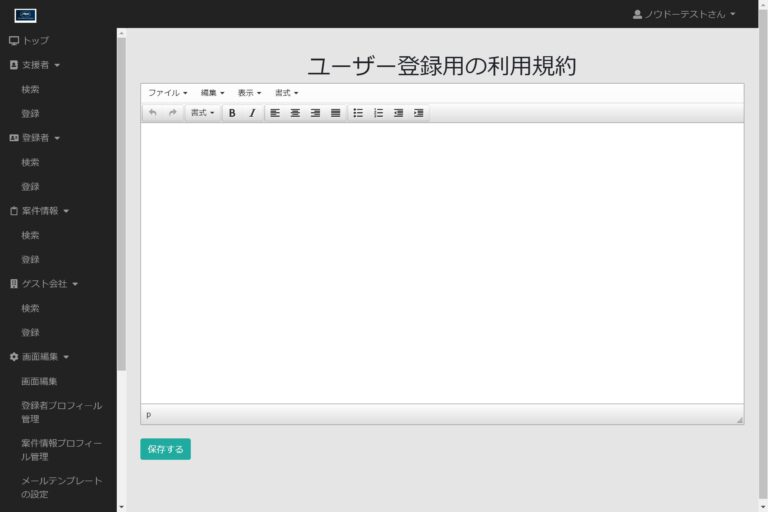 ノウドーテストさん
トップ
支援者
検索
登録
登録者
検索
登録
案件情報
検索
登録
ゲスト会社
検索
登録
画面編集
画面編集
登録者プロフィール
管理
案件情報プロフィー
ル管理
メールテンプレート
の設定
ユーザー登録用の利用規約
ファイル 編集 表示 書式
書式 B I
p
保存する